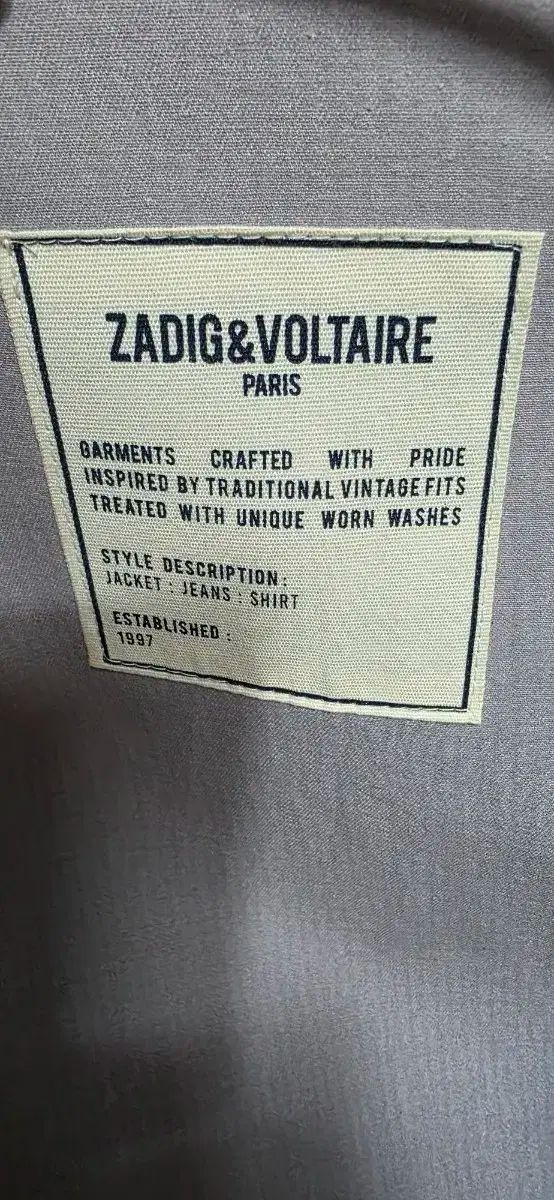 ZADIG&VOLTAIRE
PARIS
GARMENTS CRAFTED WITH PRIDE
INSPIRED BY TRADITIONAL VINTAGE FITS
TREATED WITH UNIQUE WORN WASHES
STYLE DESCRIPTION:
JACKET : JEANS : SHIRT
ESTABLISHED :
1997